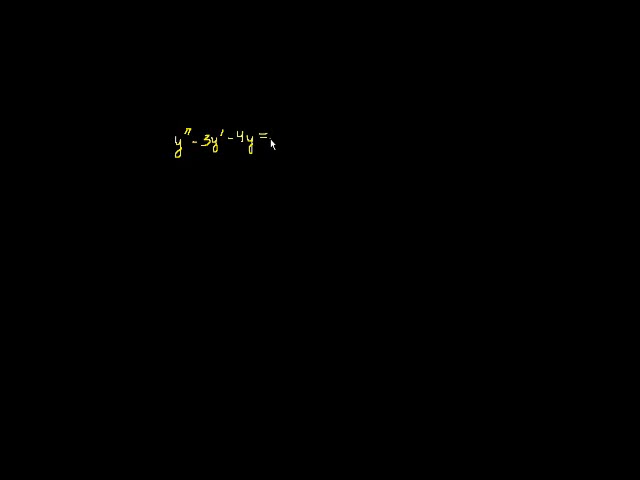 y'' - 3y' - 4y =